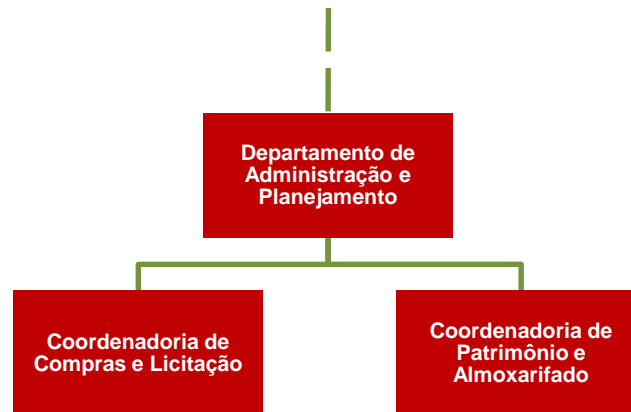 Departamento de
Administração e
Planejamento
Coordenadoria de
Compras e Licitação
Coordenadoria de
Patrimônio e
Almoxarifado